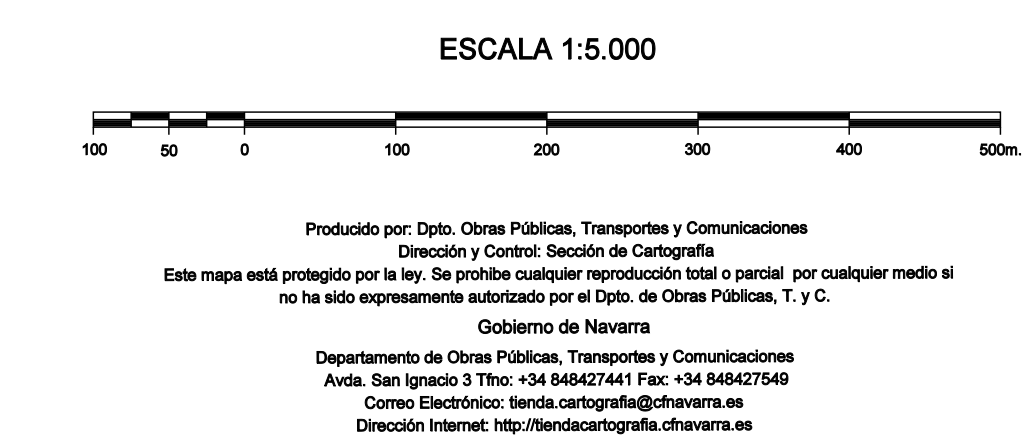 ESCALA 1:5.000
100 50 0 100 200 300 400 500m.
Producido por: Dpto. Obras Públicas, Transportes y Comunicaciones
Dirección y Control: Sección de Cartografía
Este mapa está protegido por la ley. Se prohibe cualquier reproducción total o parcial por cualquier medio si
no ha sido expresamente autorizado por el Dpto. de Obras Públicas, T. y C.
Gobierno de Navarra
Departamento de Obras Públicas, Transportes y Comunicaciones
Avda. San Ignacio 3 Tfno: +34 848427441 Fax: +34 848427549
Correo Electrónico: tienda.cartografia@cfnavarra.es
Dirección Internet: http://tiendacartografia.cfnavarra.es